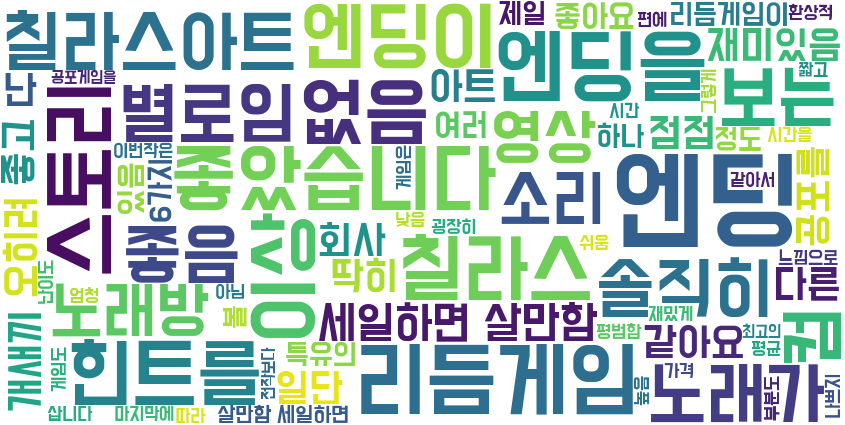 칠라스아트
엔딩이
제일
좋아요
편에
리듬게임이
환상적
엔딩을
재미있음
난
공포게임을
스토리
별로임
없음
아트
여러
영상
시간
하나
점점
정도
시간을
보는
짧고
그렇게
좋고
이번작은
있음
가지9
좋았습니다
게임은
소리
엔딩
같아서
공포
를
오히려
좋음
이상
회사
낮음
굉장히
칠라스
쉬움
솔직히
느낌으로
다른
난이도
엄청
노래방
아님
볼
딱히
세일하면 살만함
재밌게
평범함
같아요
최고의
평균
컴
개새끼
게임도
힌트를
전작보다
특유의
일단
리듬게임
높음
가격
노래가
부분도
나쁘지
삽니다
마지막에
따라
살만함 세일하면